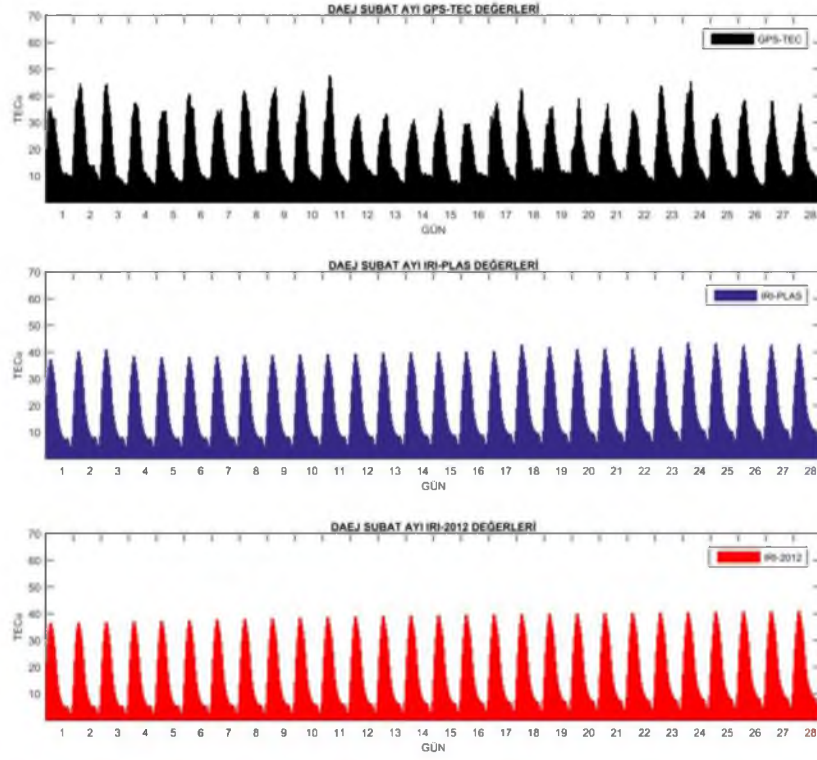 DAEJ SUBAT AYI GPS-TEC DEĞERLERİ
70
60
50
40
30
20
10
TECu
GPS-TEC
1 2 3 4 5 6 7 8 9 10 11 12 13 14 15 16 17 18 19 20 21 22 23 24 25 26 27 28
GÜN
DAEJ SUBAT AYI IRI-PLAS DEĞERLERİ
70
60
50
40
30
20
10
TECu
IRI-PLAS
1 2 3 4 5 6 7 8 9 10 11 12 13 14 15 16 17 18 19 20 21 22 23 24 25 26 27 28
GÜN
DAEJ SUBAT AYI IRI-2012 DEĞERLERİ
70
60
50
40
30
20
10
TECu
IRI-2012
1 2 3 4 5 6 7 8 9 10 11 12 13 14 15 16 17 18 19 20 21 22 23 24 25 26 27 28
GÜN